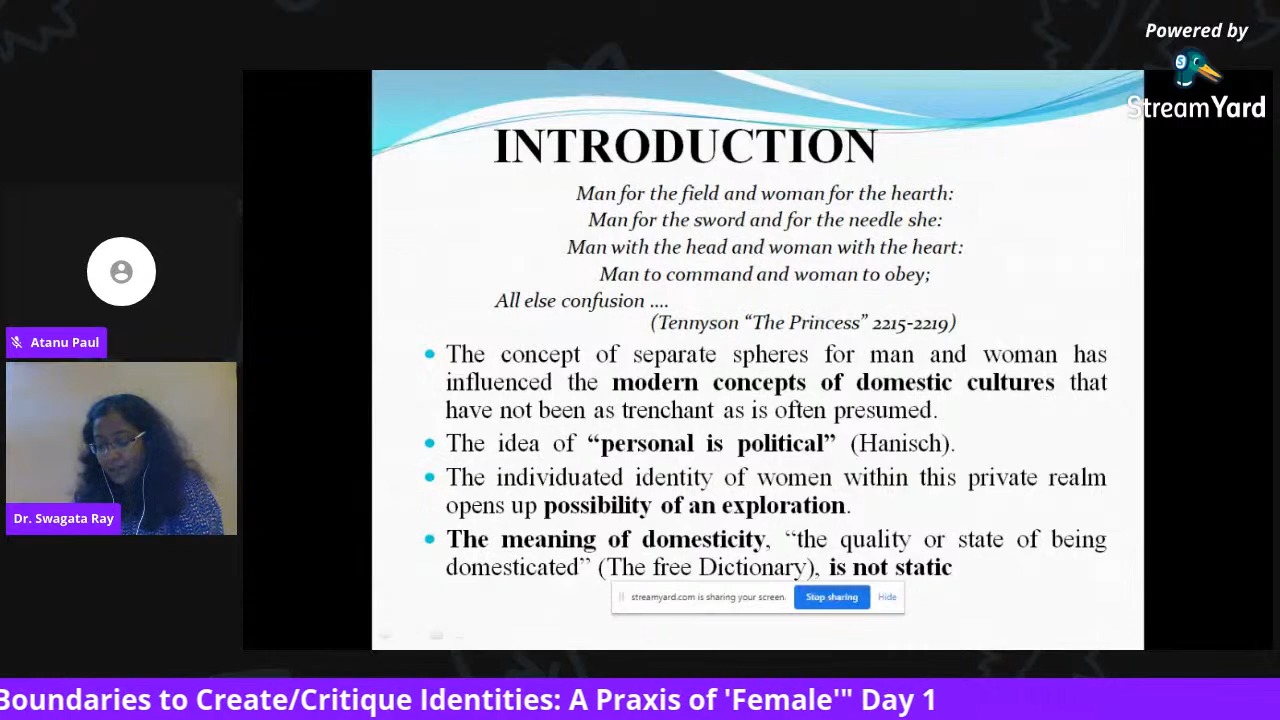 Powered by
StreamYard
INTRODUCTION
Man for the field and woman for the hearth:
Man for the sword and for the needle she:
Man with the head and woman with the heart:
Man to command and woman to obey;
All else confusion ....
(Tennyson “The Princess” 2215-2219)
The concept of separate spheres for man and woman has
influenced the modern concepts of domestic cultures that
have not been as trenchant as is often presumed.
The idea of “personal is political” (Hanisch).
The individuated identity of women within this private realm
opens up possibility of an exploration.
The meaning of domesticity, “the quality or state of being
domesticated” (The free Dictionary), is not static
streamyard.com is sharing your screen. Stop sharing Hide
Atanu Paul
Dr. Swagata Ray
Boundaries to Create/Critique Identities: A Praxis of 'Female'" Day 1